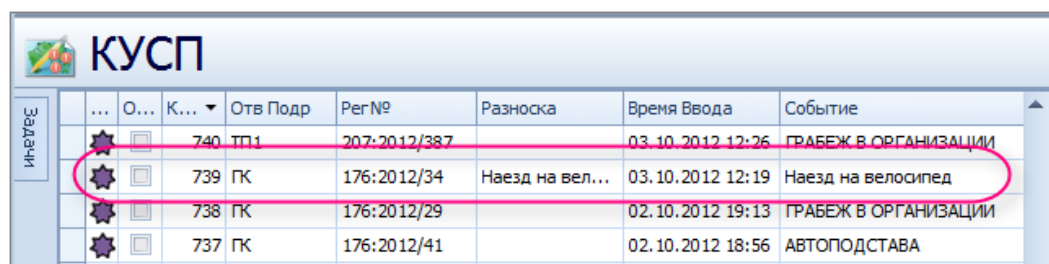 КУСП
Задачи
... О... К... Отв Подр Рег№ Разноска Время Ввода Событие
740 ТП1 207:2012/387 03.10.2012 12:26 ГРАБЕЖ В ОРГАНИЗАЦИИ
739 ПК 176:2012/34 Наезд на вел... 03.10.2012 12:19 Наезд на велосипед
738 ПК 176:2012/29 02.10.2012 19:13 ГРАБЕЖ В ОРГАНИЗАЦИИ
737 ПК 176:2012/41 02.10.2012 18:56 АВТОПОДСТАВА